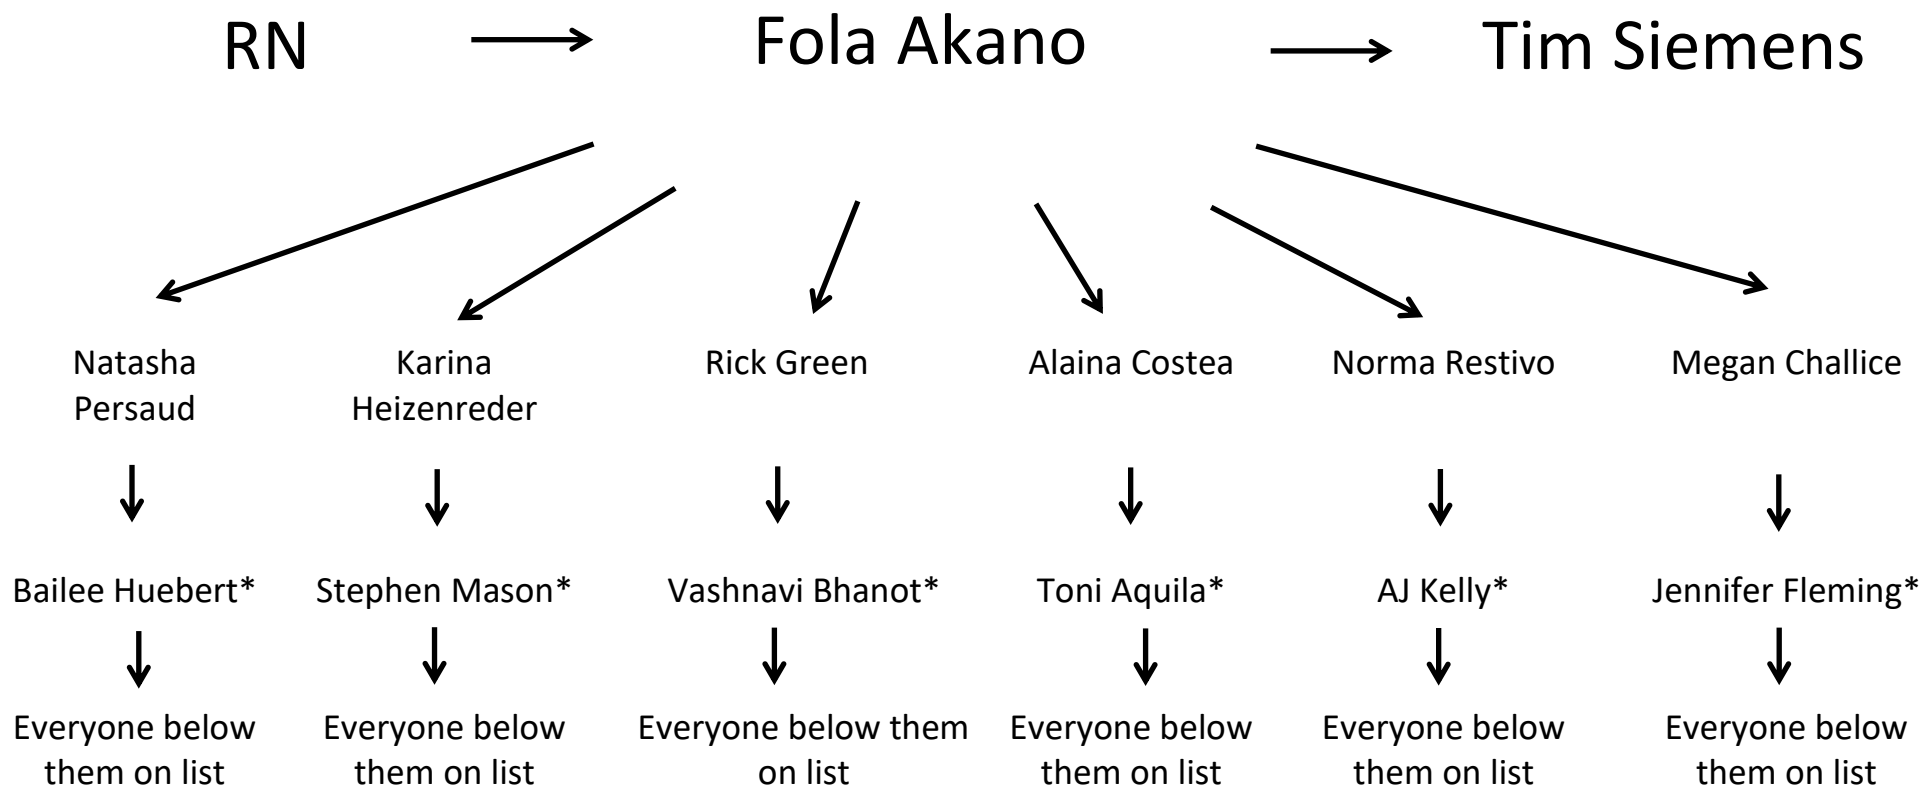 RN
Fola Akano
Tim Siemens
Natasha
Persaud
Karina
Heizenreder
Rick Green
Alaina Costea
Norma Restivo
Megan Challice
Bailee Huebert*
Stephen Mason*
Vashnavi Bhanot*
Toni Aquila*
AJ Kelly*
Jennifer Fleming*
Everyone below
them on list
Everyone below
them on list
Everyone below them
on list
Everyone below
them on list
Everyone below
them on list
Everyone below
them on list